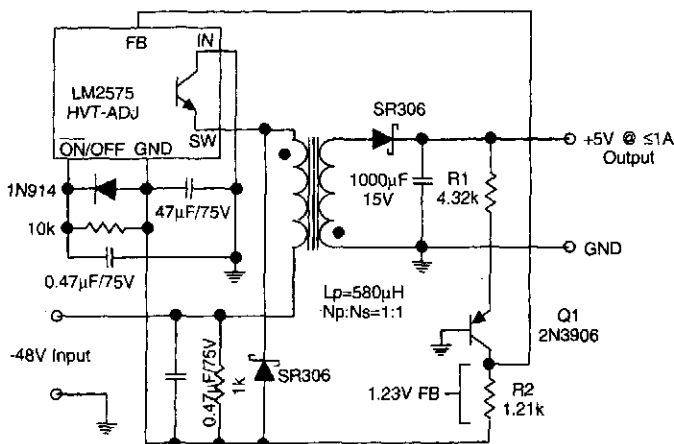 FB
IN
LM2575
HVT-ADJ
SW
ON/OFF GND
1N914
47µF/75V
10k
0.47µF/75V
SR306
+5V @ ≤1A
Output
1000µF
15V
R1
4.32k
GND
Lp=580µH
Np:Ns=1:1
Q1
2N3906
-48V Input
0.47µF/75V
1k
SR306
1.23V FB
R2
1.21k